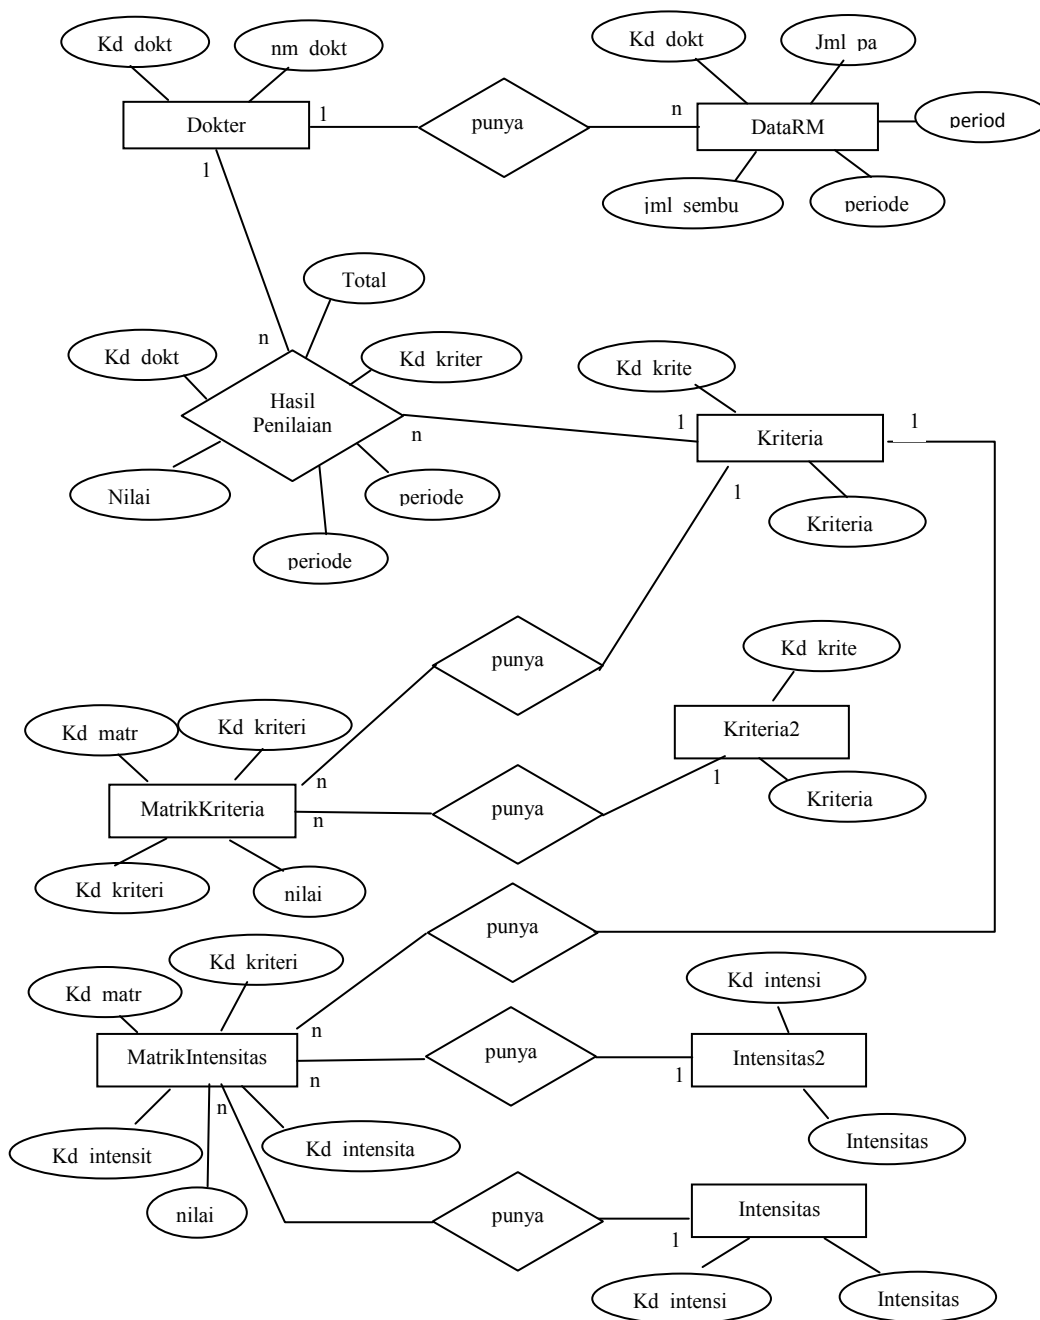 Kd dokt
nm dokt
Kd dokt
Jml pa
Dokter
1
punya
n
DataRM
period
1
jml sembu
periode
Total
n
Kd dokt
Kd kriter
Kd krite
Hasil
Penilaian
n
1
Kriteria
1
Nilai
periode
1
Kriteria
periode
punya
Kd krite
Kd matr
Kd kriteri
Kriteria2
n
1
MatrikKriteria
n
punya
Kriteria
Kd kriteri
nilai
punya
Kd kriteri
Kd intensi
Kd matr
n
MatrikIntensitas
punya
Intensitas2
n
1
n
Kd intensit
Kd intensita
Intensitas
nilai
punya
Intensitas
1
Kd intensi
Intensitas